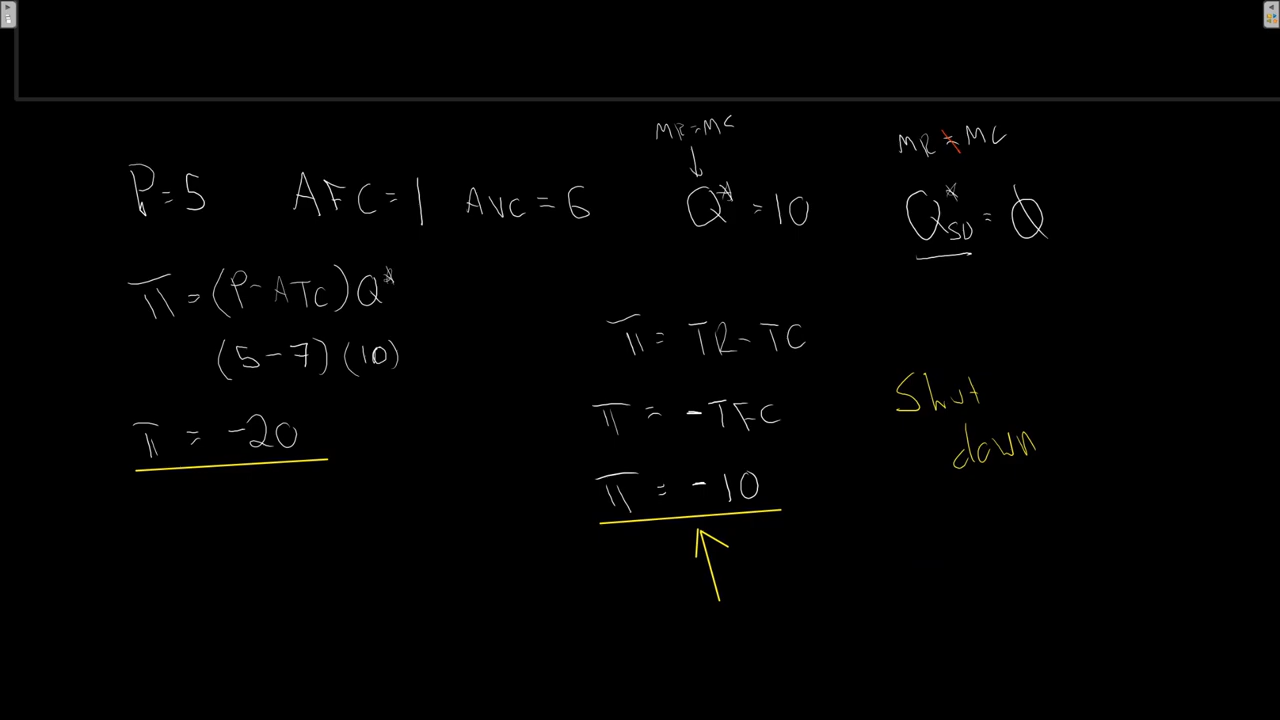 MR=MC
MR≠MC
P=5 AFC=1 AVC=6 Q*=10 Q*SD=0
π=(P-ATC)Q*
(5-7)(10)
π = TR-TC
π = -20
π = -TFC
Shut
down
π = -10